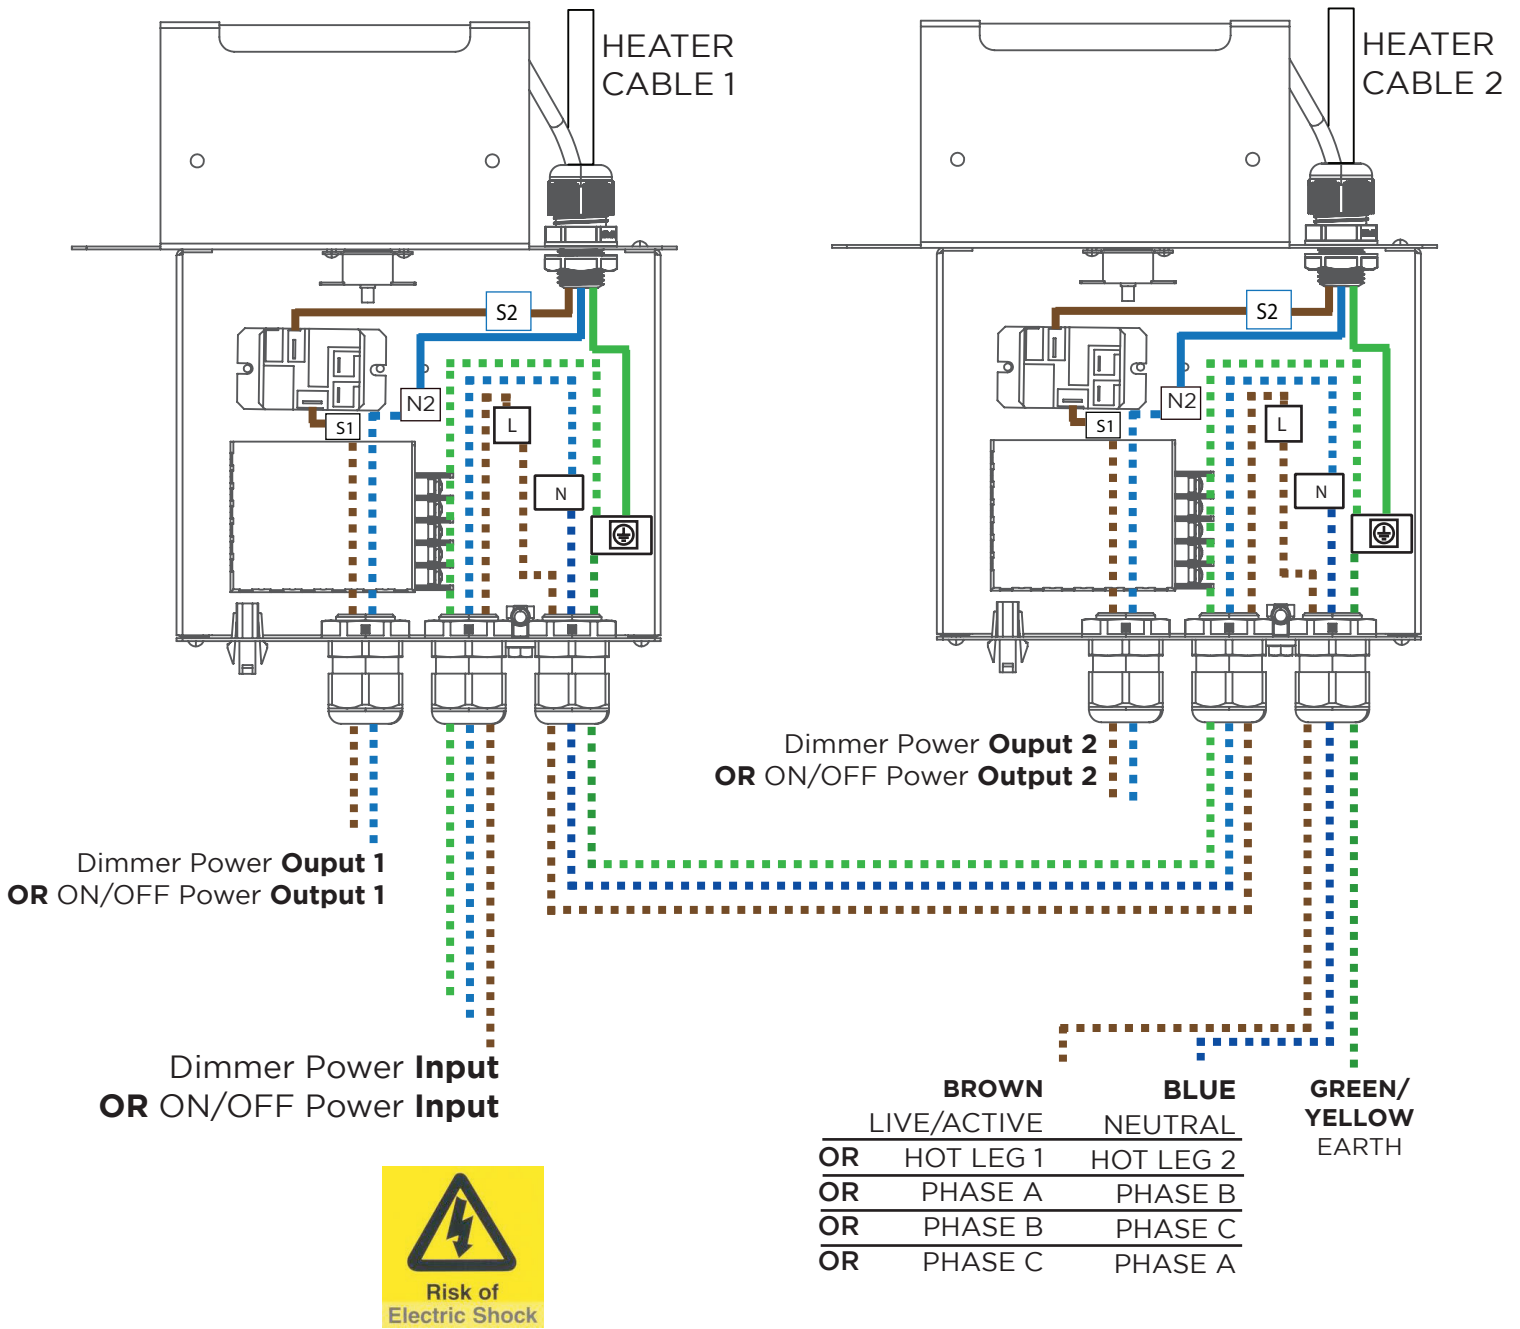 HEATER
CABLE 1
HEATER
CABLE 2
S2
N2
S1
L
N
S2
N2
S1
L
N
Dimmer Power Ouput 2
OR ON/OFF Power Output 2
Dimmer Power Ouput 1
OR ON/OFF Power Output 1
Dimmer Power Input
OR ON/OFF Power Input
BROWN BLUE GREEN/
YELLOW
LIVE/ACTIVE NEUTRAL EARTH
OR HOT LEG 1 HOT LEG 2
OR PHASE A PHASE B
OR PHASE B PHASE C
OR PHASE C PHASE A
Risk of
Electric Shock